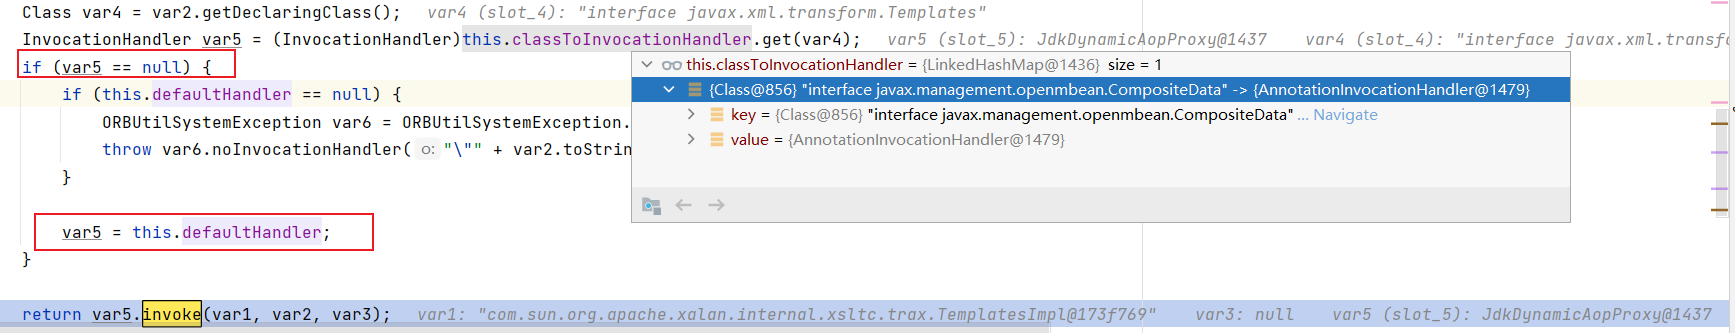 Class var4 = var2.getDeclaringClass();   var4 (slot_4): "interface javax.xml.transform.Templates"
InvocationHandler var5 = (InvocationHandler)this.classToInvocationHandler.get(var4);   var5 (slot_5): JdkDynamicAopProxy@1437   var4 (slot_4): "interface javax.xml.transfo
if (var5 == null) {
this.classToInvocationHandler = {LinkedHashMap@1436} size = 1
if (this.defaultHandler == null) {
{Class@856} "interface javax.management.openmbean.CompositeData" -> {AnnotationInvocationHandler@1479}
ORBUtilSystemException var6 = ORBUtilSystemException.
key = {Class@856} "interface javax.management.openmbean.CompositeData" ... Navigate
throw var6.noInvocationHandler( o: "\"" + var2.toStrin
value = {AnnotationInvocationHandler@1479}
}
var5 = this.defaultHandler;
}
return var5.invoke(var1, var2, var3);   var1: "com.sun.org.apache.xalan.internal.xsltc.trax.TemplatesImpl@173f769"   var3: null   var5 (slot_5): JdkDynamicAopProxy@1437